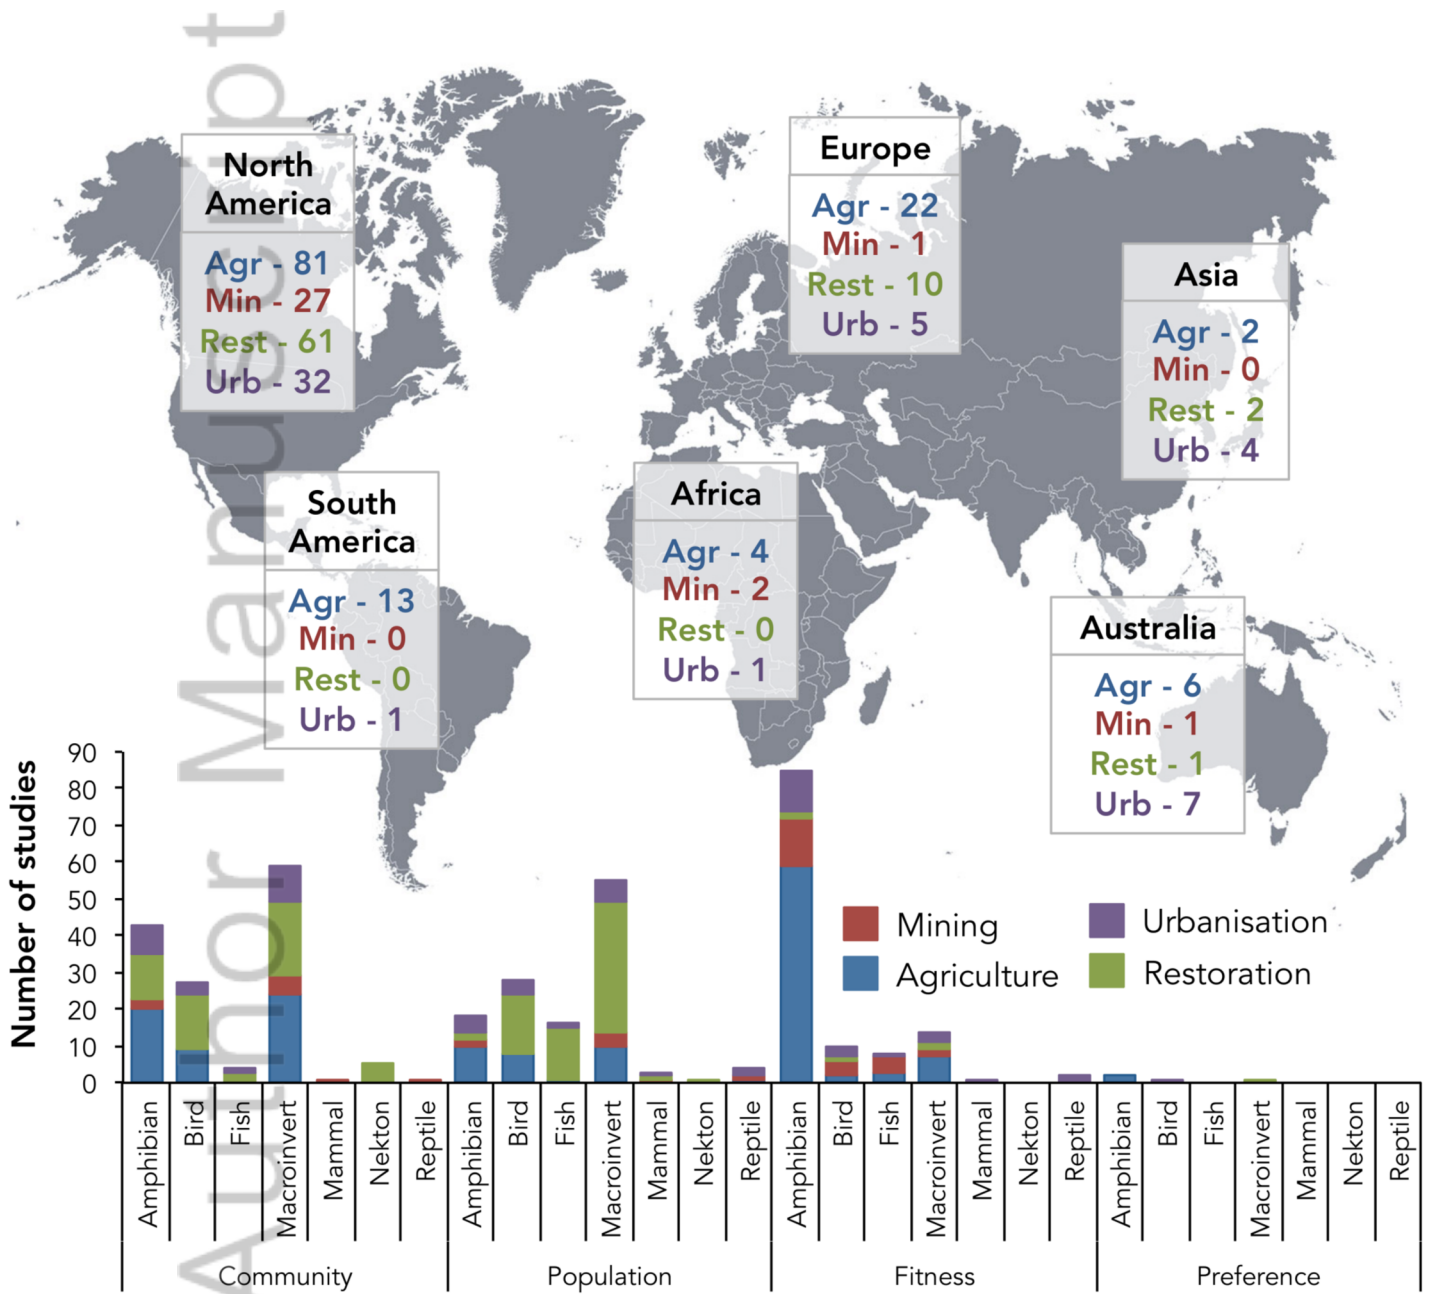 Author Manuscript
North
America
Agr - 81
Min - 27
Rest - 61
Urb - 32
Europe
Agr - 22
Min - 1
Rest - 10
Urb - 5
Asia
Agr - 2
Min - 0
Rest - 2
Urb - 4
South
America
Agr - 13
Min - 0
Rest - 0
Urb - 1
Africa
Agr - 4
Min - 2
Rest - 0
Urb - 1
Australia
Agr - 6
Min - 1
Rest - 1
Urb - 7
Number of studies
90
80
70
60
50
40
30
20
10
0
Mining
Urbanisation
Agriculture
Restoration
Amphibian
Bird
Fish
Macroinvert
Mammal
Nekton
Reptile
Amphibian
Bird
Fish
Macroinvert
Mammal
Nekton
Reptile
Amphibian
Bird
Fish
Macroinvert
Mammal
Nekton
Reptile
Amphibian
Bird
Fish
Macroinvert
Mammal
Nekton
Reptile
Community
Population
Fitness
Preference